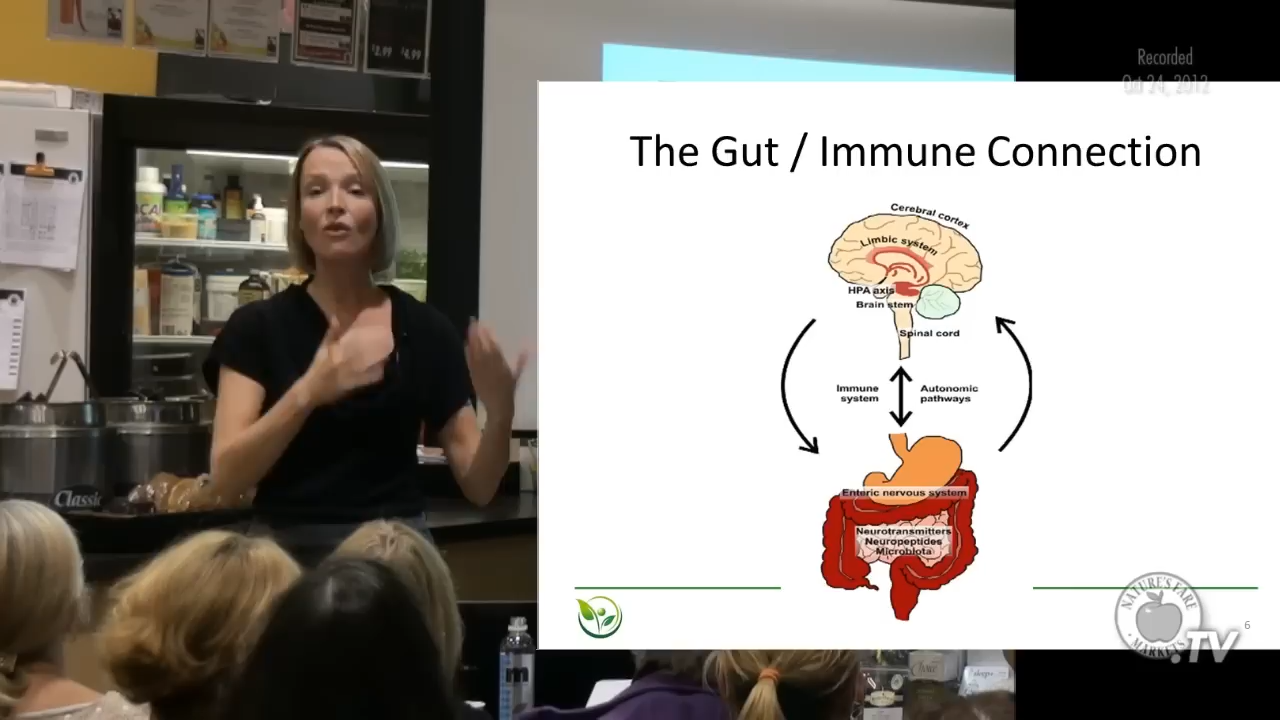 $2.99 $4.99
Recorded
Oct 24, 2012
The Gut / Immune Connection
Cerebral cortex
Limbic system
HPA axis
Brain stem
Spinal cord
Immune
system
Autonomic
pathways
Enteric nervous system
Neurotransmitters
Neuropeptides
Microbiota
Classic
NATURE'S FARE
MARKETS
.TV
6
m